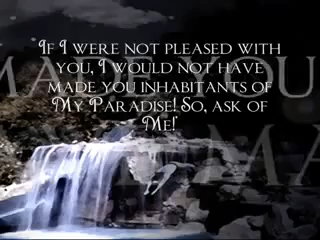 If I were not pleased with
you, I would not have
made you inhabitants of
My Paradise! So, ask of
Me!'